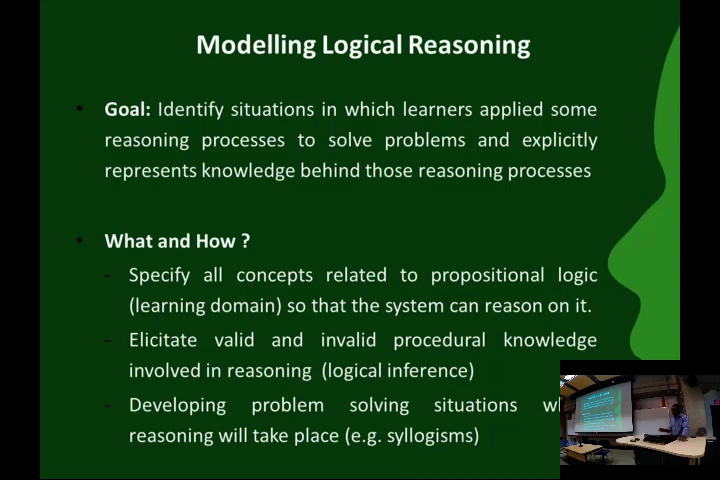 Modelling Logical Reasoning
• Goal: Identify situations in which learners applied some
reasoning processes to solve problems and explicitly
represents knowledge behind those reasoning processes
• What and How ?
- Specify all concepts related to propositional logic
(learning domain) so that the system can reason on it.
- Elicitate valid and invalid procedural knowledge
involved in reasoning (logical inference)
- Developing problem solving situations
reasoning will take place (e.g. syllogisms)